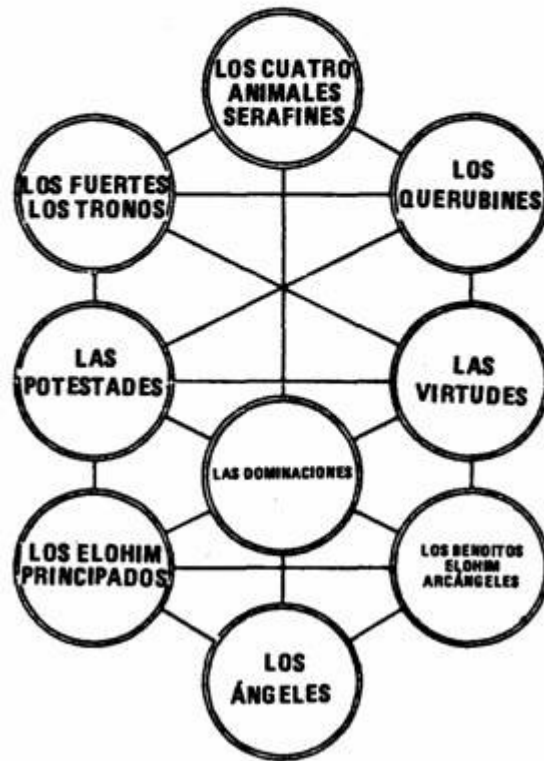 LOS CUATRO
ANIMALES
SERAFINES
LOS FUERTES
LOS TRONOS
LOS
QUERUBINES
LAS
POTESTADES
LAS
VIRTUDES
LAS DOMINACIONES
LOS ELOHIM
PRINCIPADOS
LOS BENDITOS
ELOHIM
ARCÁNGELES
LOS
ÁNGELES